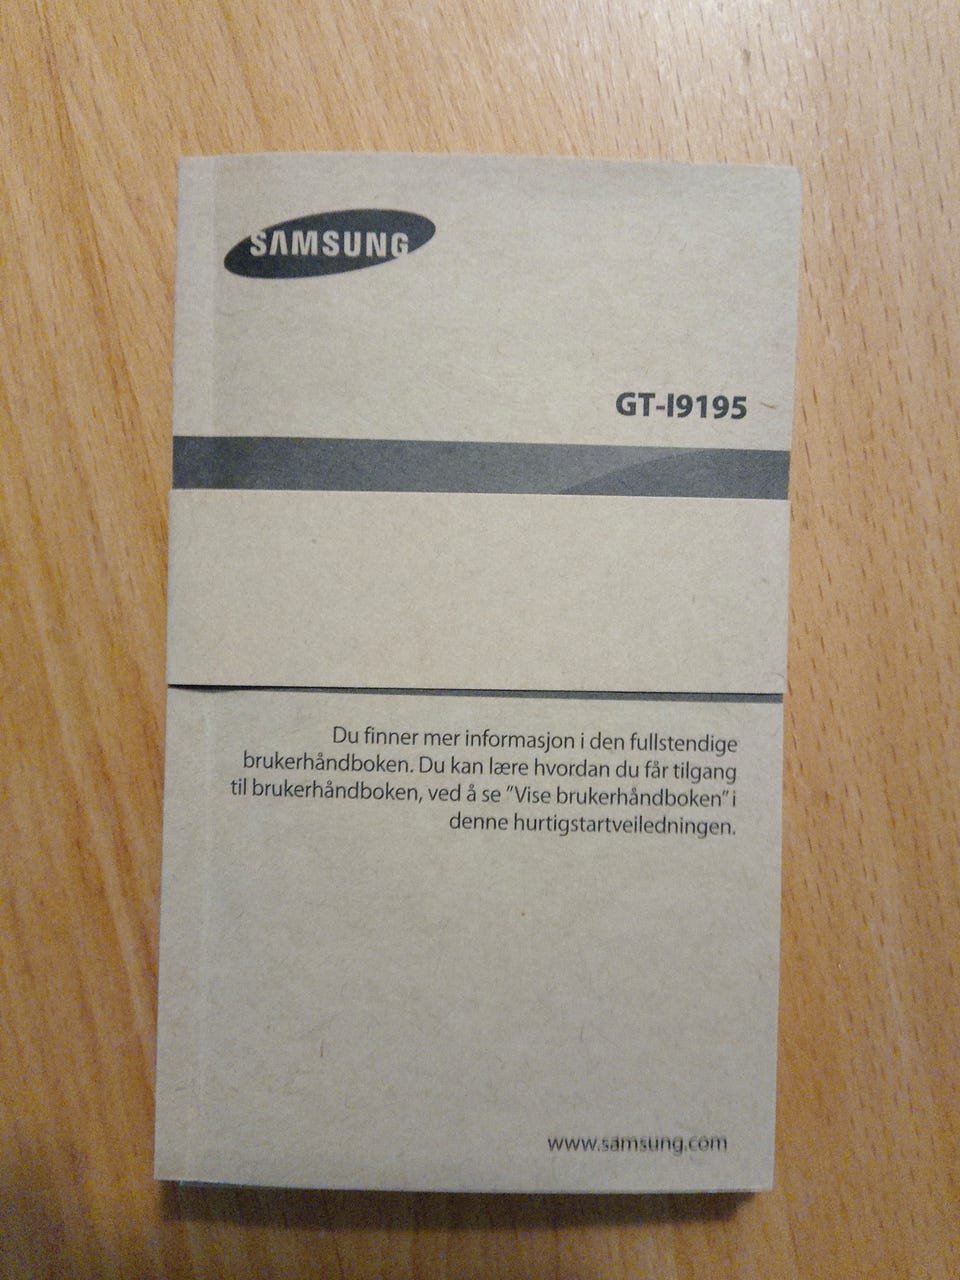 SAMSUNG
GT-I9195
Du finner mer informasjon i den fullstendige
brukerhåndboken. Du kan lære hvordan du får tilgang
til brukerhåndboken, ved å se "Vise brukerhåndboken" i
denne hurtigstartveiledningen.
www.samsung.com